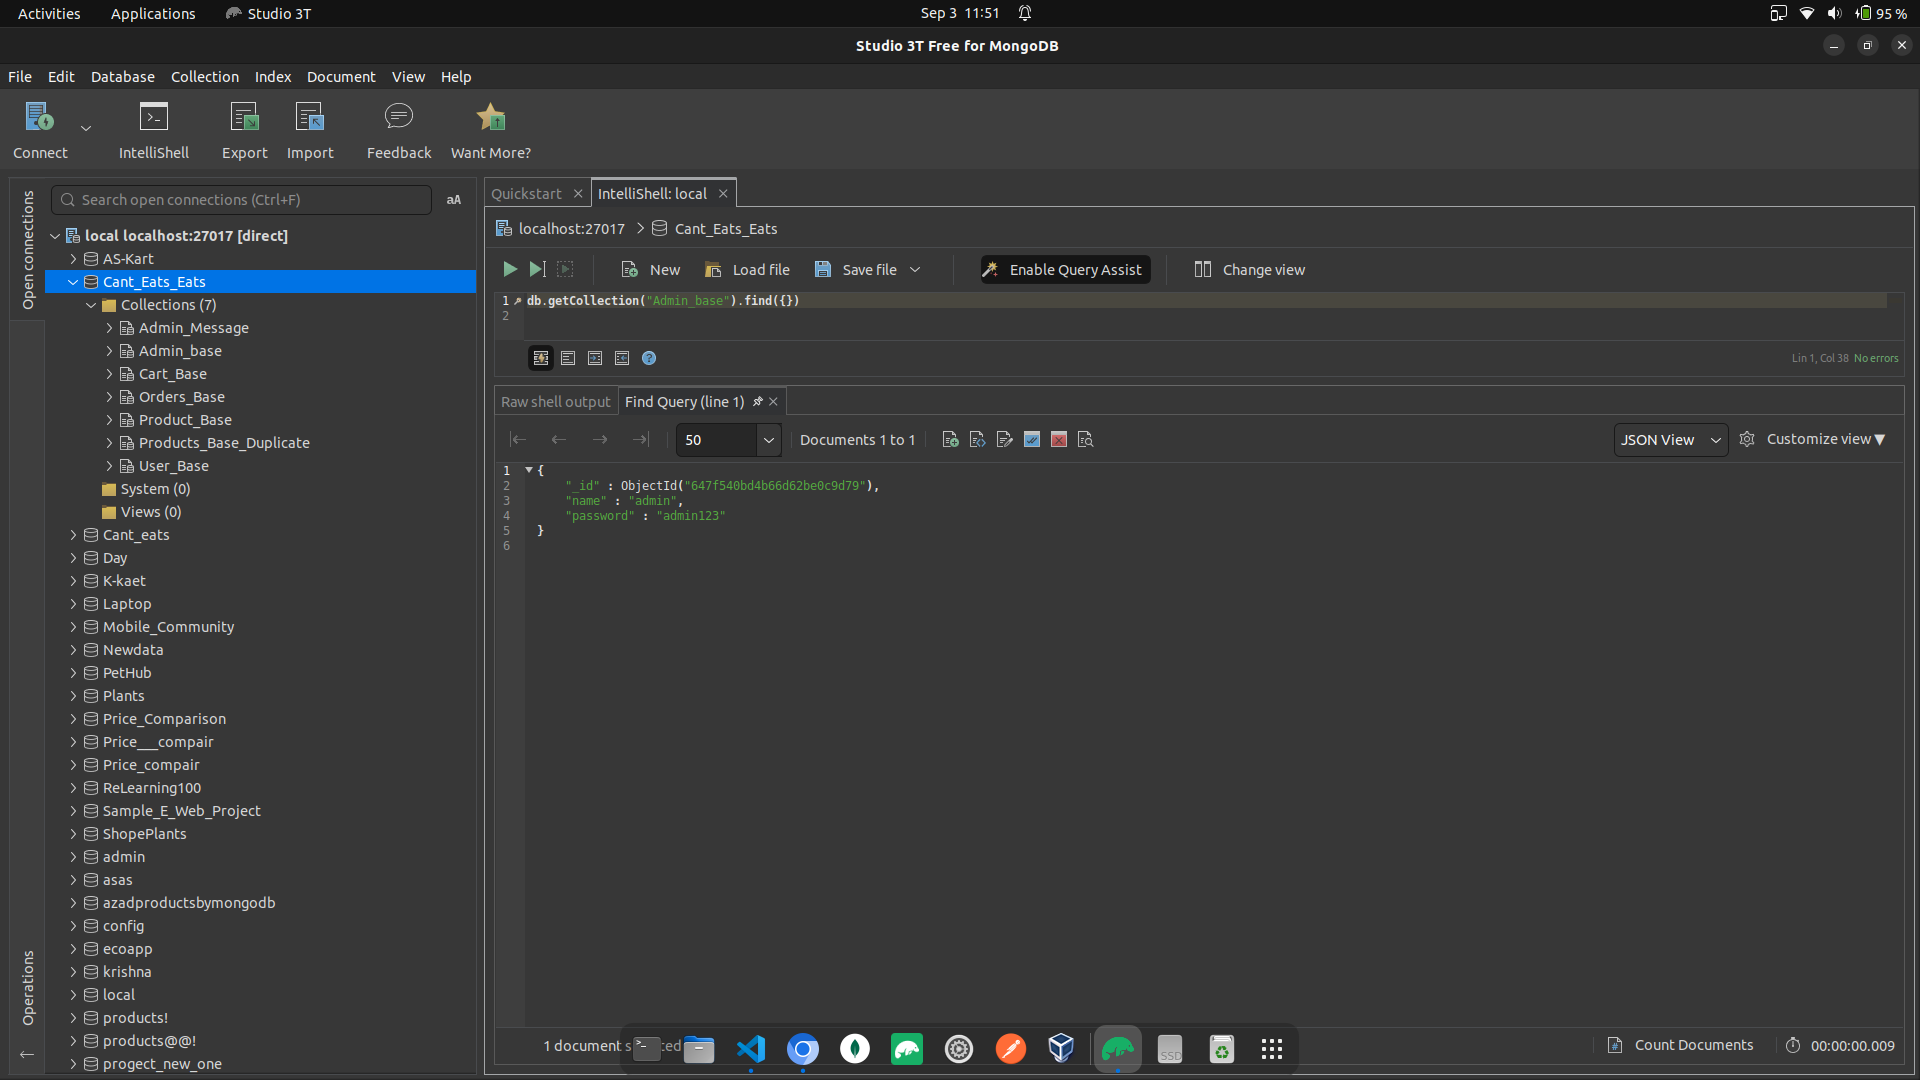 Activities Applications Studio 3T Sep 3 11:51 95 %
Studio 3T Free for MongoDB
File Edit Database Collection Index Document View Help
Connect IntelliShell Export Import Feedback Want More?
Open connections
Operations
Search open connections (Ctrl+F) aA
local localhost:27017 [direct]
AS-Kart
Cant_Eats_Eats
Collections (7)
Admin_Message
Admin_base
Cart_Base
Orders_Base
Product_Base
Products_Base_Duplicate
User_Base
System (0)
Views (0)
Cant_eats
Day
K-kaet
Laptop
Mobile_Community
Newdata
PetHub
Plants
Price_Comparison
Price___compair
Price_compair
ReLearning100
Sample_E_Web_Project
ShopePlants
admin
asas
azadproductsbymongodb
config
ecoapp
krishna
local
products!
products@@!
progect_new_one
Quickstart IntelliShell: local
localhost:27017 Cant_Eats_Eats
New Load file Save file Enable Query Assist Change view
1 db.getCollection("Admin_base").find({})
2
Lin 1, Col 38 No errors
Raw shell output Find Query (line 1)
50 Documents 1 to 1 JSON View Customize view
1 {
2 "_id" : ObjectId("647f540bd4b66d62be0c9d79"),
3 "name" : "admin",
4 "password" : "admin123"
5 }
6
1 document s ced SSD Count Documents 00:00:00.009